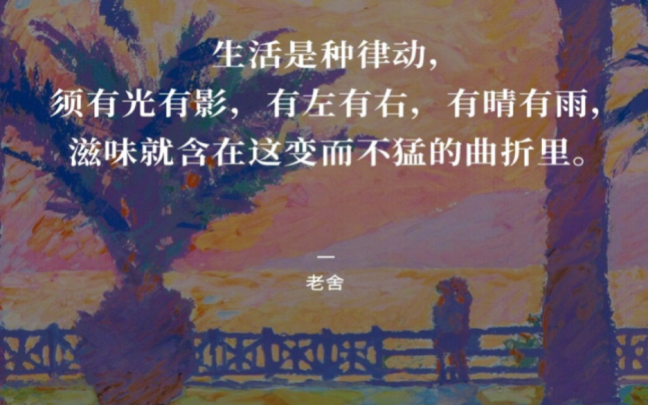 生活是种律动，
须有光有影，有左有右，有晴有雨，
滋味就含在这变而不猛的曲折里。
—
老舍